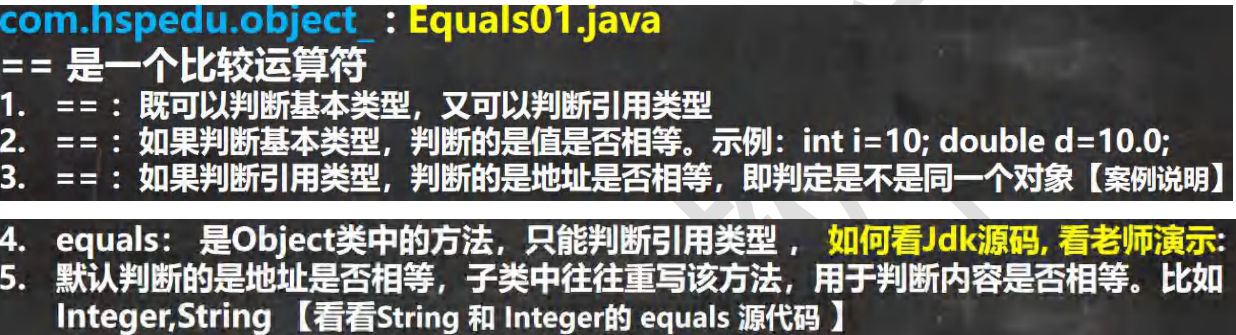 com.hspedu.object_ : Equals01.java
== 是一个比较运算符
1. == ：既可以判断基本类型，又可以判断引用类型
2. == ：如果判断基本类型，判断的是值是否相等。示例：int i=10; double d=10.0;
3. == ：如果判断引用类型，判断的是地址是否相等，即判定是不是同一个对象【案例说明】
4. equals： 是Object类中的方法，只能判断引用类型 ， 如何看Jdk源码, 看老师演示:
5. 默认判断的是地址是否相等，子类中往往重写该方法，用于判断内容是否相等。比如
Integer,String 【看看String 和 Integer的 equals 源代码 】